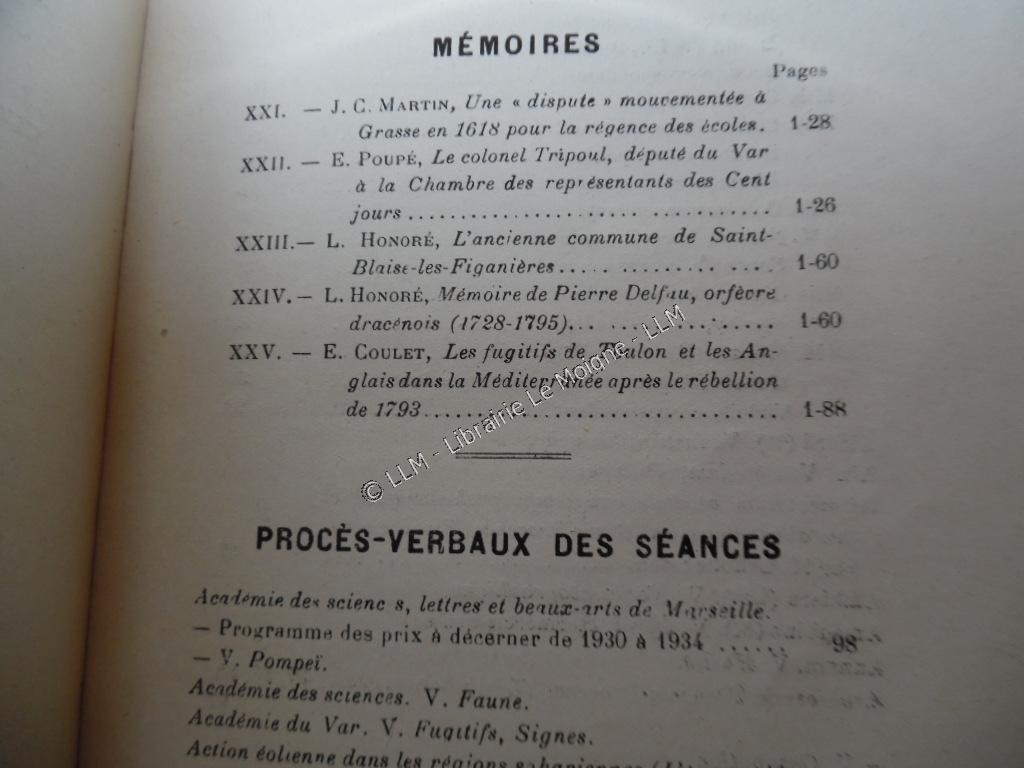 MÉMOIRES
Pages
XXI. — J. C. MARTIN, Une « dispute » mouvementée à
Grasse en 1618 pour la régence des écoles. 1-28
XXII. — E. POUPÉ, Le colonel Tripoul, député du Var
à la Chambre des représentants des Cent
jours .................................. 1-26
XXIII.— L. HONORÉ, L'ancienne commune de Saint-
Blaise-les-Figanières.................... 1-60
XXIV.— L. HONORÉ, Mémoire de Pierre Delfau, orfèvre
dracénois (1728-1795).................... 1-60
XXV. — E. COULET, Les fugitifs de Toulon et les An-
glais dans la Méditerranée après le rébellion
de 1793.................................. 1-88
© LLM - Librairie Le Moigne - LLM
PROCÈS-VERBAUX DES SÉANCES
Académie des scienc s, lettres et beaux-arts de Marseille.
— Programme des prix à décerner de 1930 à 1934 ...... 98
— V. Pompeï.
Académie des sciences. V. Faune.
Académie du Var. V. Fugitifs, Signes.
Action éolienne dans les régions